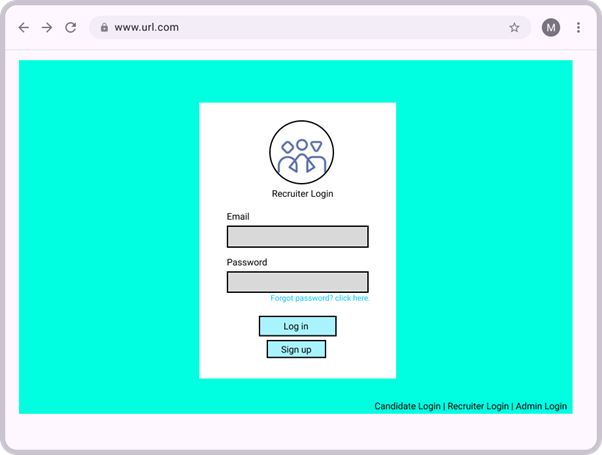 www.url.com
M
Recruiter Login
Email
Password
Forgot password? click here.
Log in
Sign up
Candidate Login | Recruiter Login | Admin Login